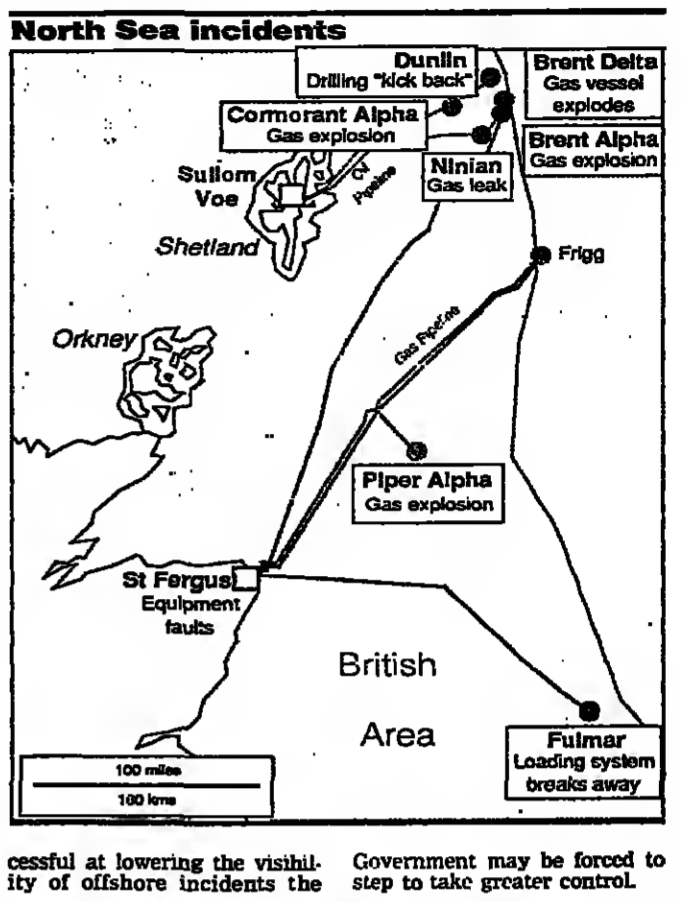 North Sea incidents
Dunlin
Drilling "kick back"
Brent Delta
Gas vessel
explodes
Cormorant Alpha
Gas explosion
Brent Alpha
Gas explosion
Ninian
Gas leak
Sullom
Voe
Oil
Pipeline
Shetland
Frigg
Orkney
Gas Pipeline
Piper Alpha
Gas explosion
St Fergus
Equipment
faults
British
Area
Fulmar
Loading system
breaks away
100 miles
100 kms
cessful at lowering the visibil-
ity of offshore incidents the
Government may be forced to
step to take greater control.